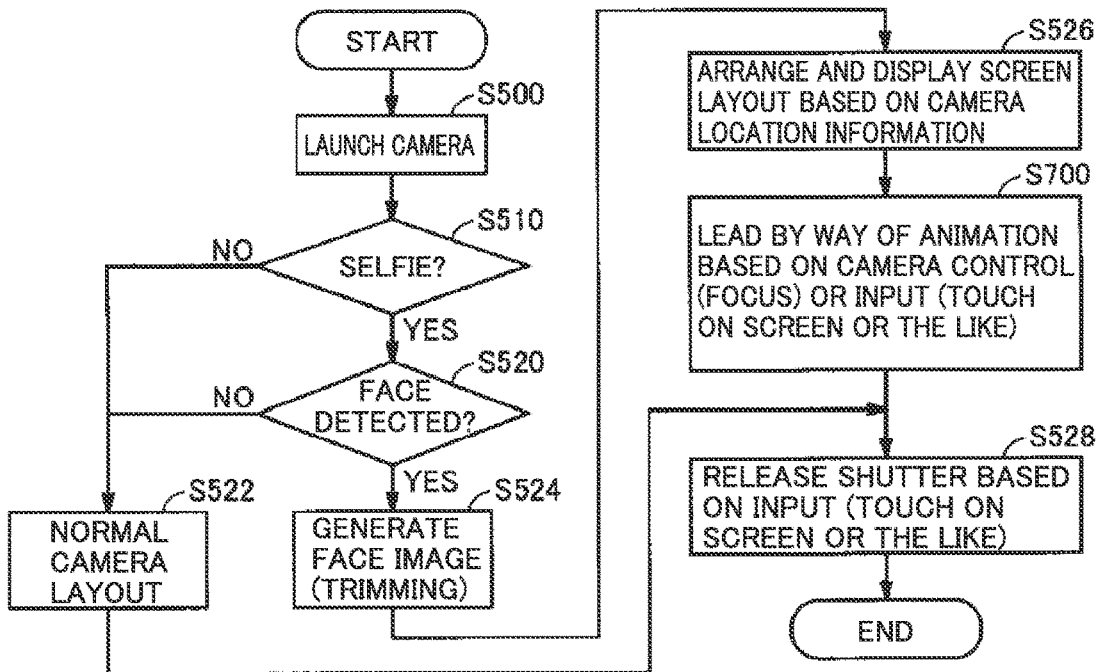 START
S500
LAUNCH CAMERA
S510
NO
SELFIE?
YES
S520
NO
FACE
DETECTED?
YES
S522
NORMAL
CAMERA
LAYOUT
S524
GENERATE
FACE IMAGE
(TRIMMING)
S526
ARRANGE AND DISPLAY SCREEN
LAYOUT BASED ON CAMERA
LOCATION INFORMATION
S700
LEAD BY WAY OF ANIMATION
BASED ON CAMERA CONTROL
(FOCUS) OR INPUT (TOUCH
ON SCREEN OR THE LIKE)
S528
RELEASE SHUTTER BASED
ON INPUT (TOUCH ON
SCREEN OR THE LIKE)
END